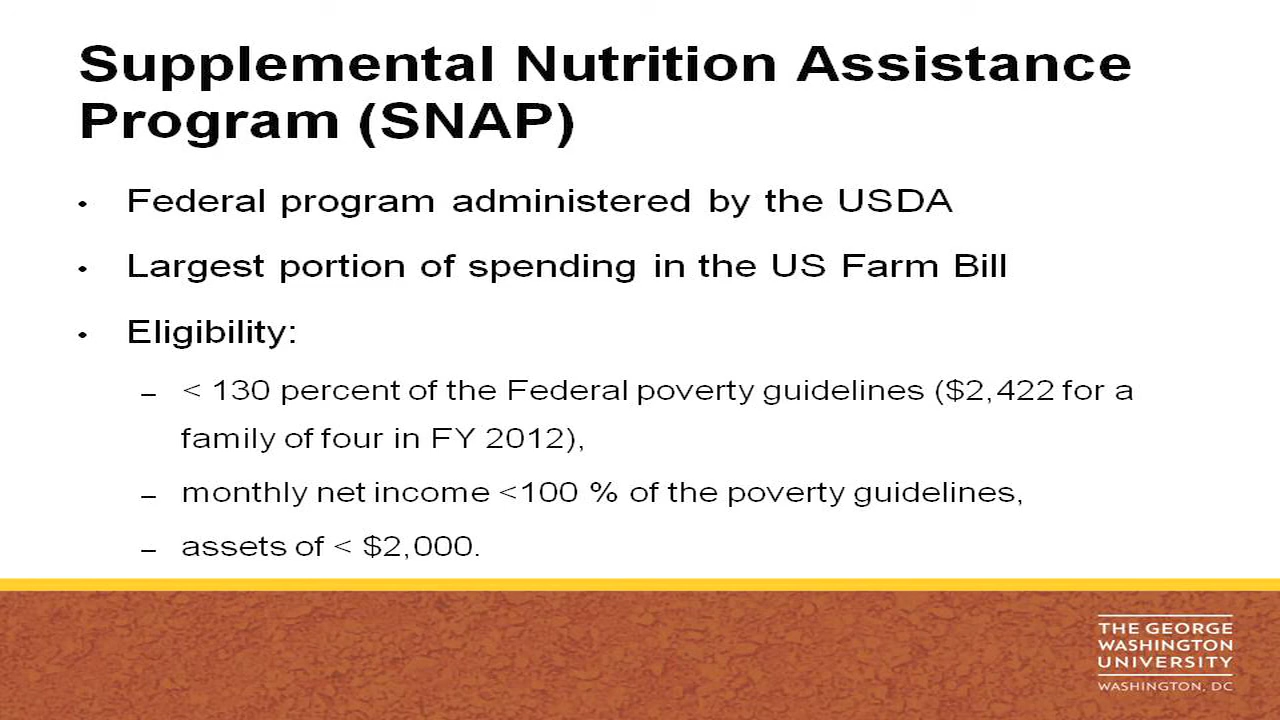 Supplemental Nutrition Assistance
Program (SNAP)
• Federal program administered by the USDA
• Largest portion of spending in the US Farm Bill
• Eligibility:
– < 130 percent of the Federal poverty guidelines ($2,422 for a
family of four in FY 2012),
– monthly net income <100 % of the poverty guidelines,
– assets of < $2,000.
THE GEORGE
WASHINGTON
UNIVERSITY
WASHINGTON, DC